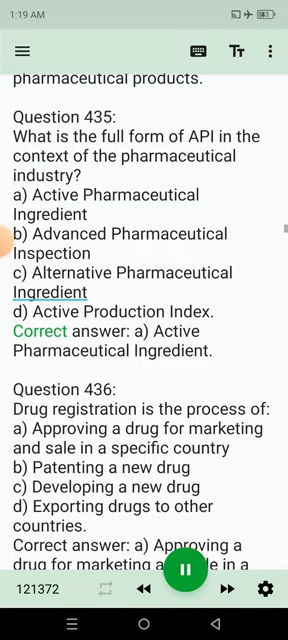 1:19 AM
pharmaceutical products.
Question 435:
What is the full form of API in the
context of the pharmaceutical
industry?
a) Active Pharmaceutical
Ingredient
b) Advanced Pharmaceutical
Inspection
c) Alternative Pharmaceutical
Ingredient
d) Active Production Index.
Correct answer: a) Active
Pharmaceutical Ingredient.
Question 436:
Drug registration is the process of:
a) Approving a drug for marketing
and sale in a specific country
b) Patenting a new drug
c) Developing a new drug
d) Exporting drugs to other
countries.
Correct answer: a) Approving a
drug for marketing in a
121372